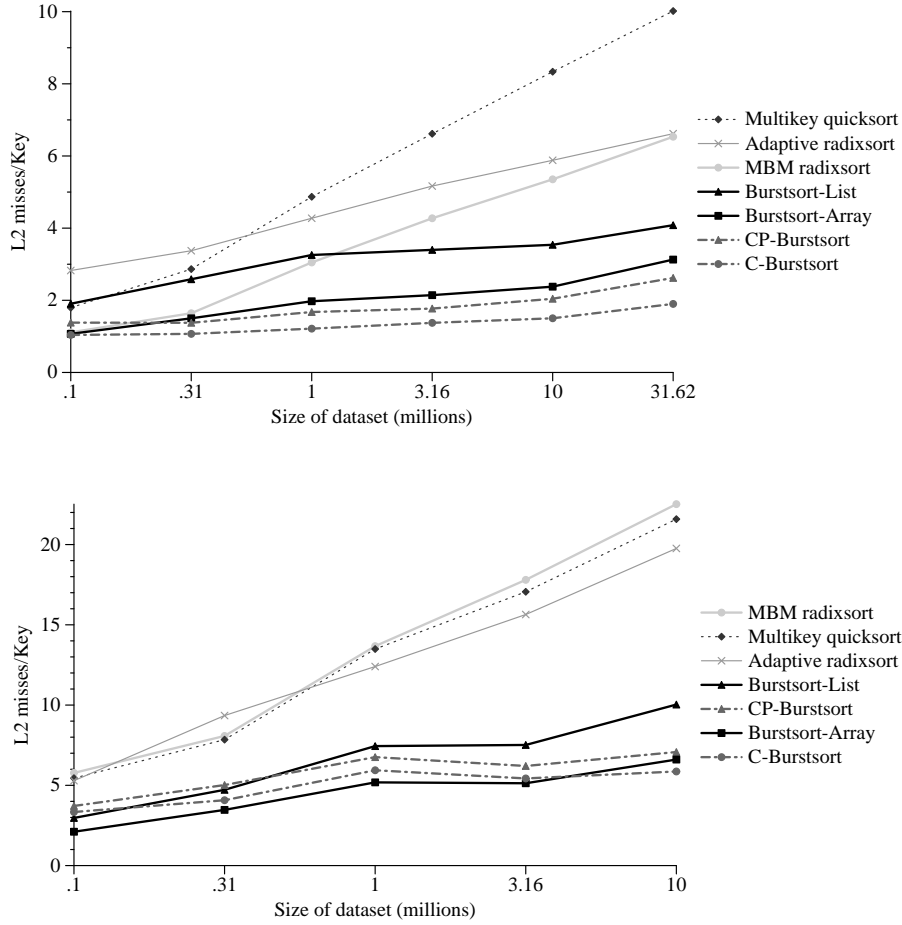 10
8
6
4
2
0
L2 misses/Key
.1
.31
1
3.16
10
31.62
Size of dataset (millions)
Multikey quicksort
Adaptive radixsort
MBM radixsort
Burstsort-List
Burstsort-Array
CP-Burstsort
C-Burstsort
20
15
10
5
0
L2 misses/Key
.1
.31
1
3.16
10
Size of dataset (millions)
MBM radixsort
Multikey quicksort
Adaptive radixsort
Burstsort-List
CP-Burstsort
Burstsort-Array
C-Burstsort